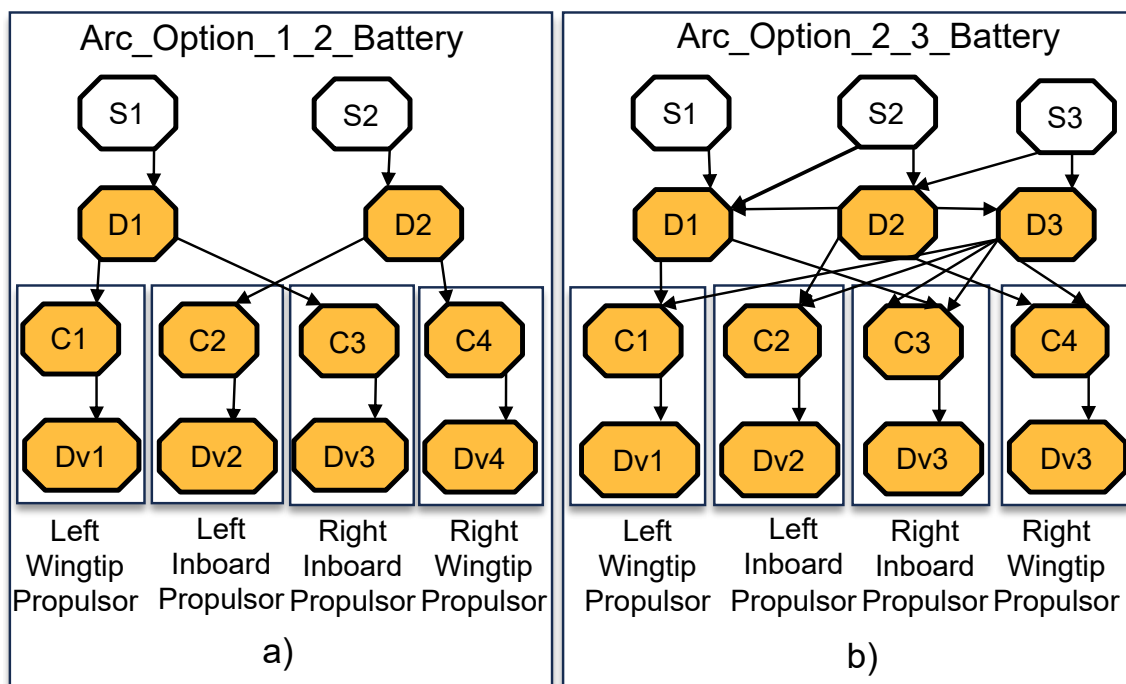 Arc_Option_1_2_Battery
S1 S2
D1 D2
C1 C2 C3 C4
Dv1 Dv2 Dv3 Dv4
Left Wingtip Propulsor
Left Inboard Propulsor
Right Inboard Propulsor
Right Wingtip Propulsor
a)
Arc_Option_2_3_Battery
S1 S2 S3
D1 D2 D3
C1 C2 C3 C4
Dv1 Dv2 Dv3 Dv3
Left Wingtip Propulsor
Left Inboard Propulsor
Right Inboard Propulsor
Right Wingtip Propulsor
b)